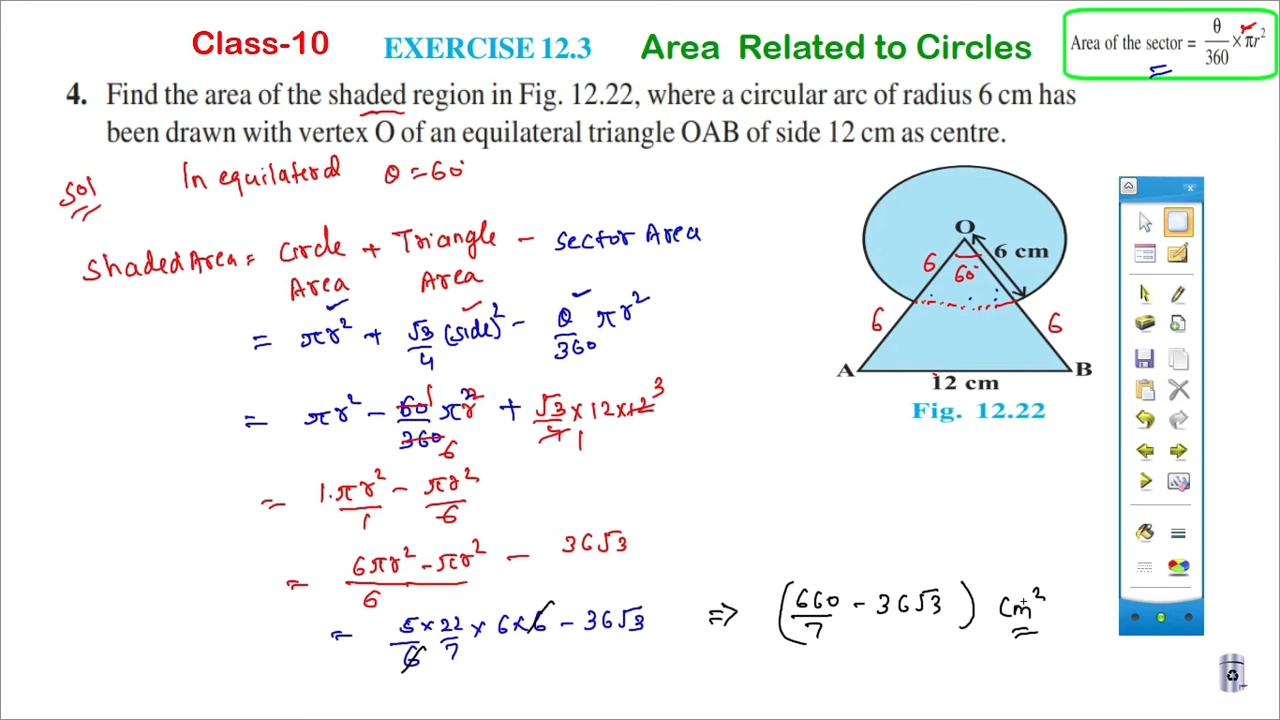 Class-10 EXERCISE 12.3 Area Related to Circles
Area of the sector = θ/360 × πr²
4. Find the area of the shaded region in Fig. 12.22, where a circular arc of radius 6 cm has
been drawn with vertex O of an equilateral triangle OAB of side 12 cm as centre.
Sol In equilateral θ = 60°
Shaded Area = Circle Area + Triangle Area - Sector Area
= πr² + √3/4 (side)² - θ/360 πr²
= πr² - 60/360 πr² + √3/4 × 12 × 12
1 6 1 3
= 1.πr²/1 - πr²/6
= 6πr² - πr²/6 - 36√3
= 5/6 × 22/7 × 6 × 6 - 36√3 ⇒ (660/7 - 36√3) cm²
O
6 cm
6 60°
6 6
A B
12 cm
Fig. 12.22